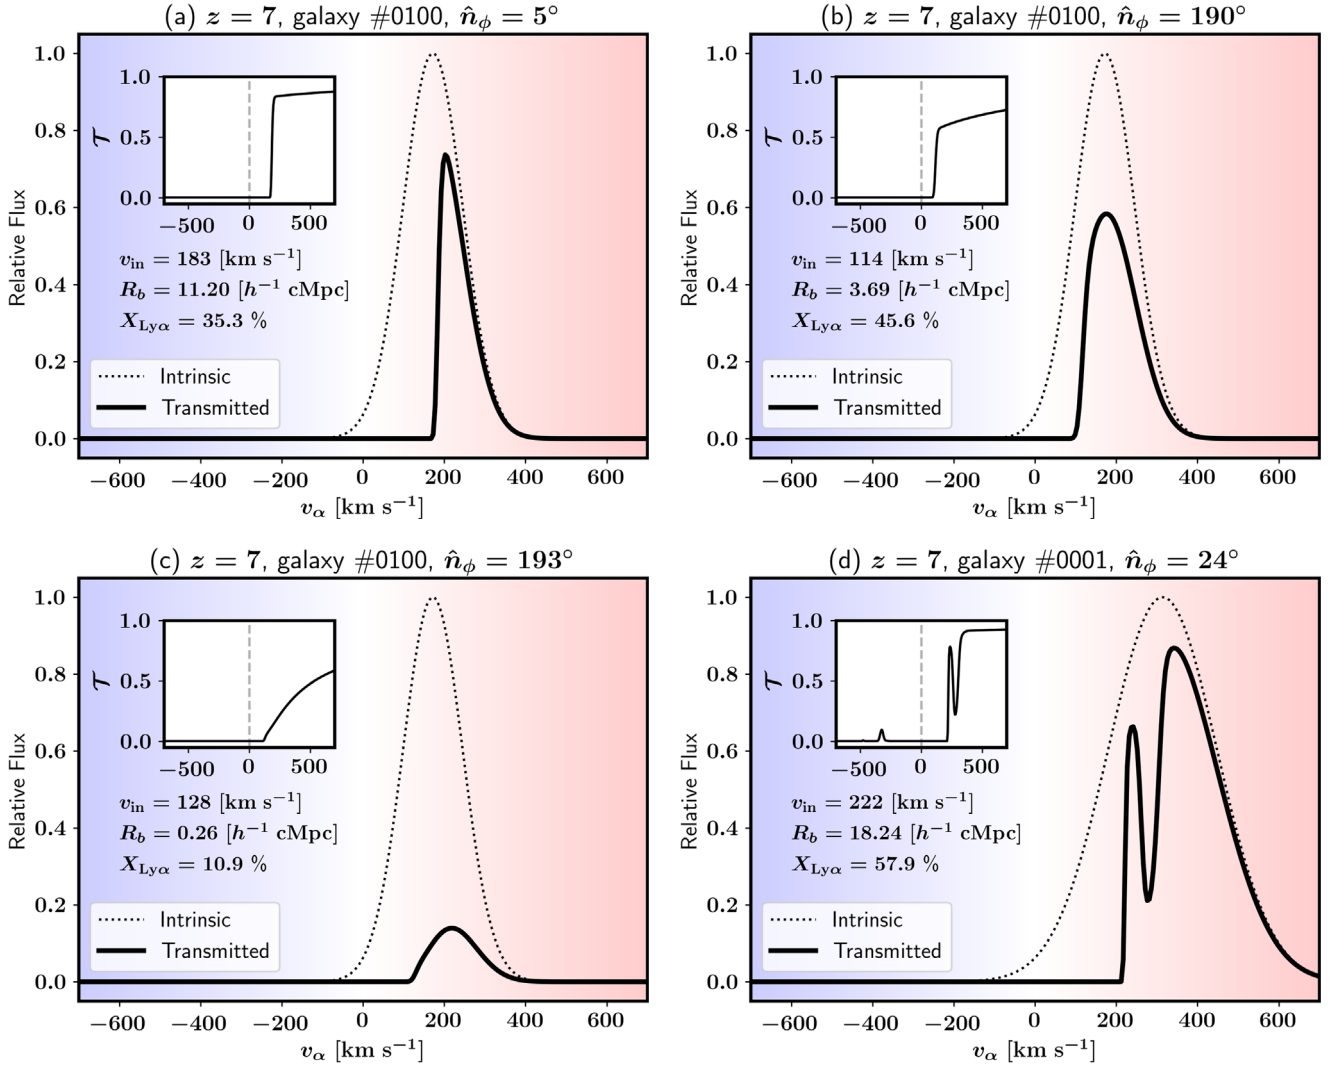 (a) z = 7, galaxy #0100, n̂_ϕ = 5°
1.0
0.8
0.6
0.4
0.2
0.0
Relative Flux
𝒯
1.0
0.5
0.0
−500 0 500
v_in = 183 [km s⁻¹]
R_b = 11.20 [h⁻¹ cMpc]
X_Lyα = 35.3 %
Intrinsic
Transmitted
−600 −400 −200 0 200 400 600
v_α [km s⁻¹]
(b) z = 7, galaxy #0100, n̂_ϕ = 190°
1.0
0.8
0.6
0.4
0.2
0.0
Relative Flux
𝒯
1.0
0.5
0.0
−500 0 500
v_in = 114 [km s⁻¹]
R_b = 3.69 [h⁻¹ cMpc]
X_Lyα = 45.6 %
Intrinsic
Transmitted
−600 −400 −200 0 200 400 600
v_α [km s⁻¹]
(c) z = 7, galaxy #0100, n̂_ϕ = 193°
1.0
0.8
0.6
0.4
0.2
0.0
Relative Flux
𝒯
1.0
0.5
0.0
−500 0 500
v_in = 128 [km s⁻¹]
R_b = 0.26 [h⁻¹ cMpc]
X_Lyα = 10.9 %
Intrinsic
Transmitted
−600 −400 −200 0 200 400 600
v_α [km s⁻¹]
(d) z = 7, galaxy #0001, n̂_ϕ = 24°
1.0
0.8
0.6
0.4
0.2
0.0
Relative Flux
𝒯
1.0
0.5
0.0
−500 0 500
v_in = 222 [km s⁻¹]
R_b = 18.24 [h⁻¹ cMpc]
X_Lyα = 57.9 %
Intrinsic
Transmitted
−600 −400 −200 0 200 400 600
v_α [km s⁻¹]